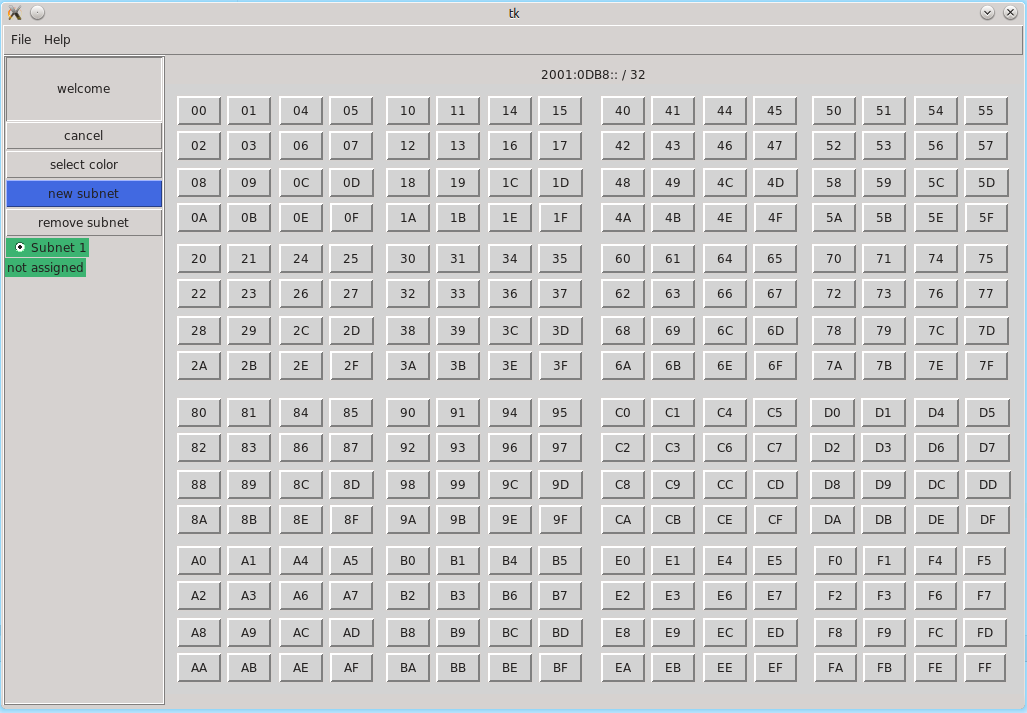 tk
File Help
welcome
cancel
select color
new subnet
remove subnet
Subnet 1
not assigned
2001:0DB8:: / 32
00 01 04 05 10 11 14 15 40 41 44 45 50 51 54 55
02 03 06 07 12 13 16 17 42 43 46 47 52 53 56 57
08 09 0C 0D 18 19 1C 1D 48 49 4C 4D 58 59 5C 5D
0A 0B 0E 0F 1A 1B 1E 1F 4A 4B 4E 4F 5A 5B 5E 5F
20 21 24 25 30 31 34 35 60 61 64 65 70 71 74 75
22 23 26 27 32 33 36 37 62 63 66 67 72 73 76 77
28 29 2C 2D 38 39 3C 3D 68 69 6C 6D 78 79 7C 7D
2A 2B 2E 2F 3A 3B 3E 3F 6A 6B 6E 6F 7A 7B 7E 7F
80 81 84 85 90 91 94 95 C0 C1 C4 C5 D0 D1 D4 D5
82 83 86 87 92 93 96 97 C2 C3 C6 C7 D2 D3 D6 D7
88 89 8C 8D 98 99 9C 9D C8 C9 CC CD D8 D9 DC DD
8A 8B 8E 8F 9A 9B 9E 9F CA CB CE CF DA DB DE DF
A0 A1 A4 A5 B0 B1 B4 B5 E0 E1 E4 E5 F0 F1 F4 F5
A2 A3 A6 A7 B2 B3 B6 B7 E2 E3 E6 E7 F2 F3 F6 F7
A8 A9 AC AD B8 B9 BC BD E8 E9 EC ED F8 F9 FC FD
AA AB AE AF BA BB BE BF EA EB EE EF FA FB FE FF